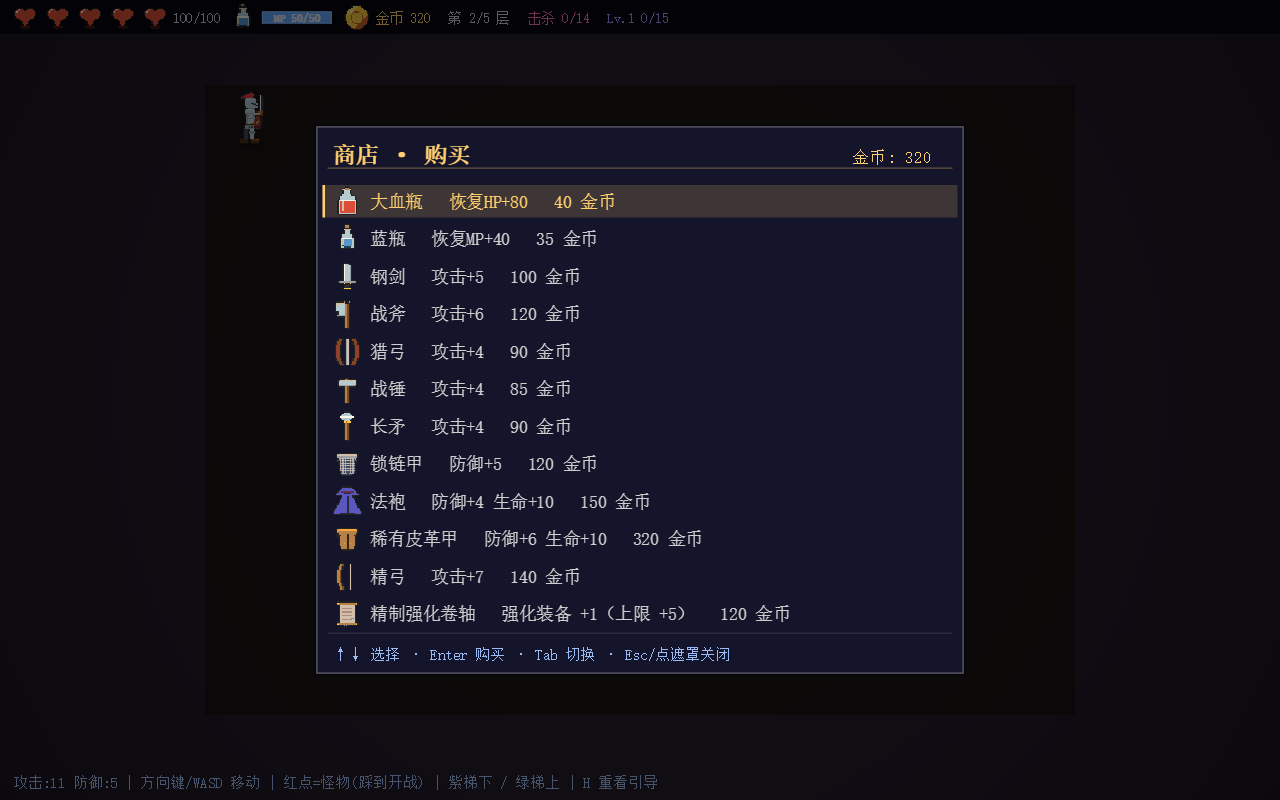 100/100 MP 50/50 金币 320 第 2/5 层 击杀 0/14 Lv.1 0/15
商店 · 购买 金币: 320
大血瓶 恢复HP+80 40 金币
蓝瓶 恢复MP+40 35 金币
钢剑 攻击+5 100 金币
战斧 攻击+6 120 金币
猎弓 攻击+4 90 金币
战锤 攻击+4 85 金币
长矛 攻击+4 90 金币
锁链甲 防御+5 120 金币
法袍 防御+4 生命+10 150 金币
稀有皮革甲 防御+6 生命+10 320 金币
精弓 攻击+7 140 金币
精制强化卷轴 强化装备 +1（上限 +5） 120 金币
↑↓ 选择 · Enter 购买 · Tab 切换 · Esc/点遮罩关闭
攻击:11 防御:5 | 方向键/WASD 移动 | 红点=怪物(踩到开战) | 紫梯下 / 绿梯上 | H 重看引导